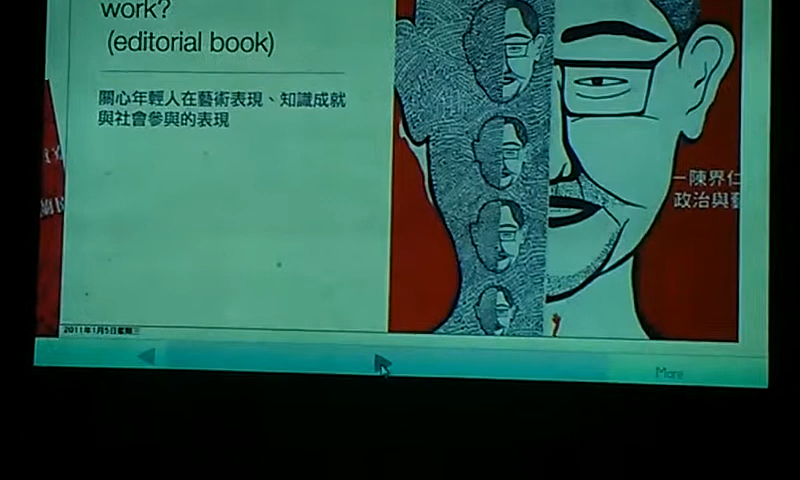 work?
(editorial book)
關心年輕人在藝術表現、知識成就
與社會參與的表現
一陳界仁
政治與藝
2011年1月5日星期三
More